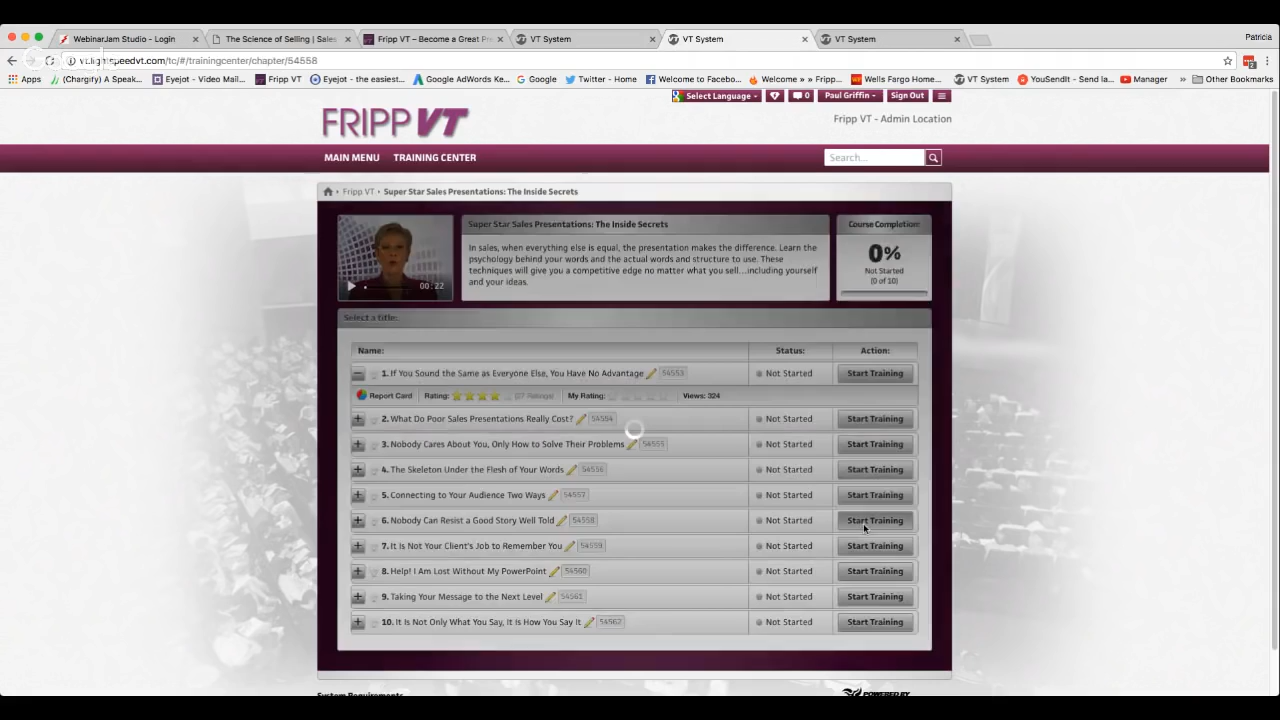 WebinarJam Studio - Login
The Science of Selling | Sales
Fripp VT – Become a Great Pre
VT System
VT System
VT System
Patricia
speedvt.com/tc/#/trainingcenter/chapter/54558
Apps
(Chargify) A Speak...
Eyejot - Video Mail...
Fripp VT
Eyejot - the easiest...
Google AdWords Ke...
Google
Twitter - Home
Welcome to Facebo...
Welcome » » Fripp...
Wells Fargo Home...
VT System
YouSendIt - Send la...
Manager
»
Other Bookmarks
Select Language
0
Paul Griffin
Sign Out
FRIPP VT
Fripp VT - Admin Location
MAIN MENU
TRAINING CENTER
Search...
Fripp VT
Super Star Sales Presentations: The Inside Secrets
Super Star Sales Presentations: The Inside Secrets
In sales, when everything else is equal, the presentation makes the difference. Learn the
psychology behind your words and the actual words and structure to use. These
techniques will give you a competitive edge no matter what you sell...including yourself
and your ideas.
00:22
Course Completion:
0%
Not Started
(0 of 10)
Select a title:
Name: Status: Action:
1. If You Sound the Same as Everyone Else, You Have No Advantage 54553 Not Started Start Training
Report Card Rating: My Rating: Views: 324
2. What Do Poor Sales Presentations Really Cost? 54554 Not Started Start Training
3. Nobody Cares About You, Only How to Solve Their Problems 54555 Not Started Start Training
4. The Skeleton Under the Flesh of Your Words 54556 Not Started Start Training
5. Connecting to Your Audience Two Ways 54557 Not Started Start Training
6. Nobody Can Resist a Good Story Well Told 54558 Not Started Start Training
7. It Is Not Your Client's Job to Remember You 54559 Not Started Start Training
8. Help! I Am Lost Without My PowerPoint 54560 Not Started Start Training
9. Taking Your Message to the Next Level 54561 Not Started Start Training
10. It Is Not Only What You Say, It Is How You Say It 54562 Not Started Start Training
System Requirements
POWERED BY